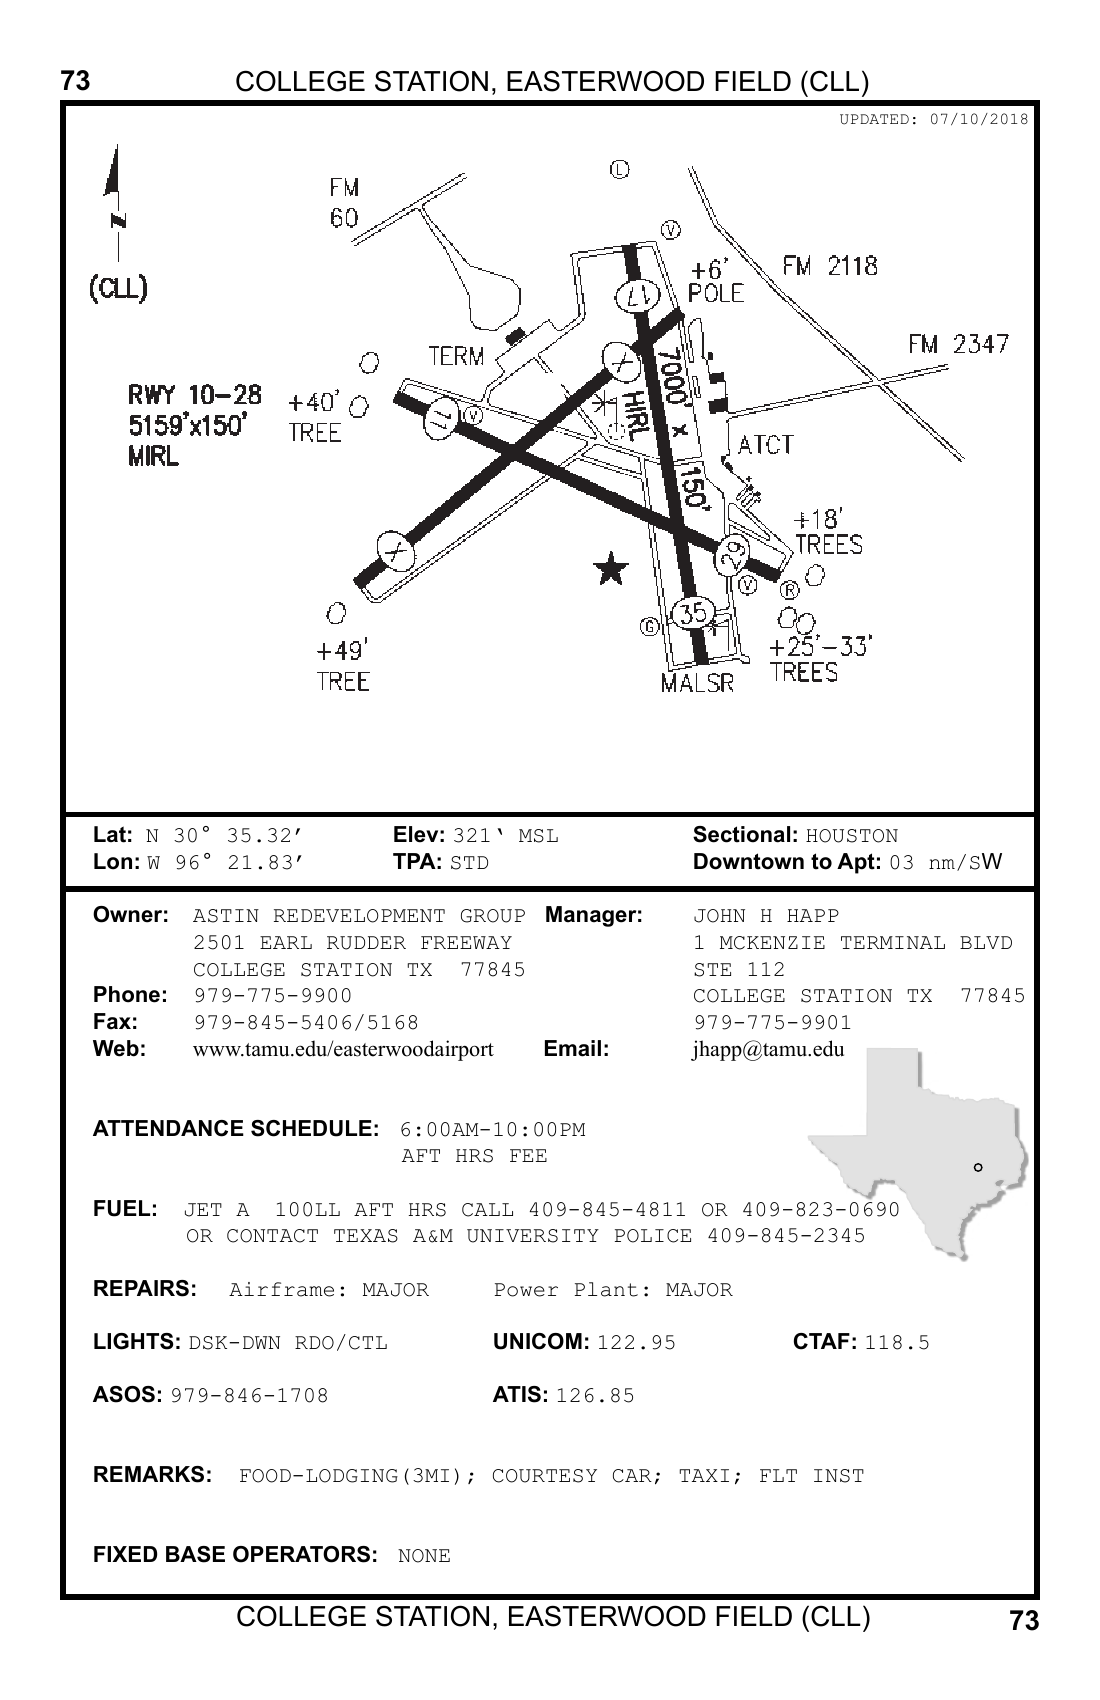 73 COLLEGE STATION, EASTERWOOD FIELD (CLL)
UPDATED: 07/10/2018
N
(CLL)
FM
60
L
V
+6'
POLE
FM 2118
17
TERM
X
FM 2347
RWY 10-28
5159'x150'
MIRL
+40'
TREE
11
V
7000' x 150'
HIRL
ATCT
+18'
TREES
X
29
V
R
G
35
+49'
TREE
+25'-33'
TREES
MALSR
Lat: N 30° 35.32’ Elev: 321‘ MSL Sectional: HOUSTON
Lon: W 96° 21.83’ TPA: STD Downtown to Apt: 03 nm/SW
Owner: ASTIN REDEVELOPMENT GROUP Manager: JOHN H HAPP
2501 EARL RUDDER FREEWAY 1 MCKENZIE TERMINAL BLVD
COLLEGE STATION TX 77845 STE 112
Phone: 979-775-9900 COLLEGE STATION TX 77845
Fax: 979-845-5406/5168 979-775-9901
Web: www.tamu.edu/easterwoodairport Email: jhapp@tamu.edu
ATTENDANCE SCHEDULE: 6:00AM-10:00PM
AFT HRS FEE
FUEL: JET A 100LL AFT HRS CALL 409-845-4811 OR 409-823-0690
OR CONTACT TEXAS A&M UNIVERSITY POLICE 409-845-2345
REPAIRS: Airframe: MAJOR Power Plant: MAJOR
LIGHTS: DSK-DWN RDO/CTL UNICOM: 122.95 CTAF: 118.5
ASOS: 979-846-1708 ATIS: 126.85
REMARKS: FOOD-LODGING(3MI); COURTESY CAR; TAXI; FLT INST
FIXED BASE OPERATORS: NONE
COLLEGE STATION, EASTERWOOD FIELD (CLL) 73